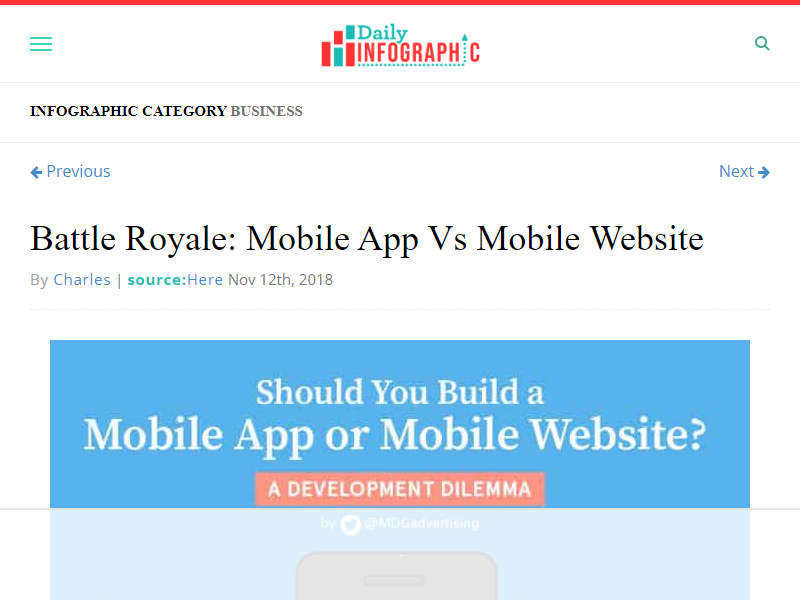 Daily
INFOGRAPHIC
INFOGRAPHIC CATEGORY BUSINESS
Previous
Next
Battle Royale: Mobile App Vs Mobile Website
By Charles | source:Here Nov 12th, 2018
Should You Build a
Mobile App or Mobile Website?
A DEVELOPMENT DILEMMA
by @MDGadvertising